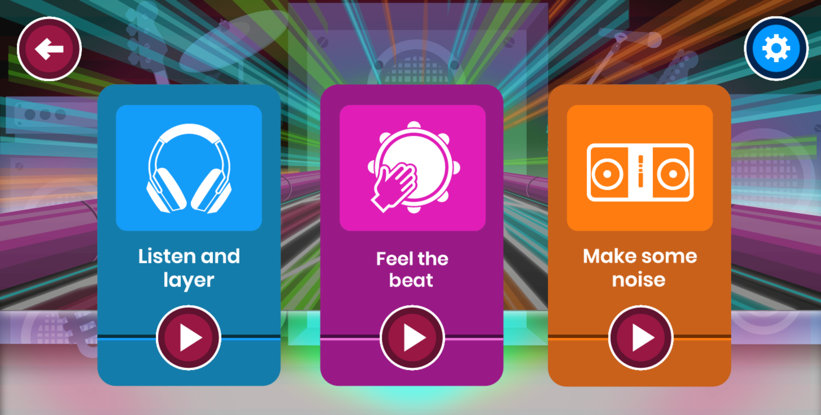 Listen and
layer
Feel the
beat
Make some
noise